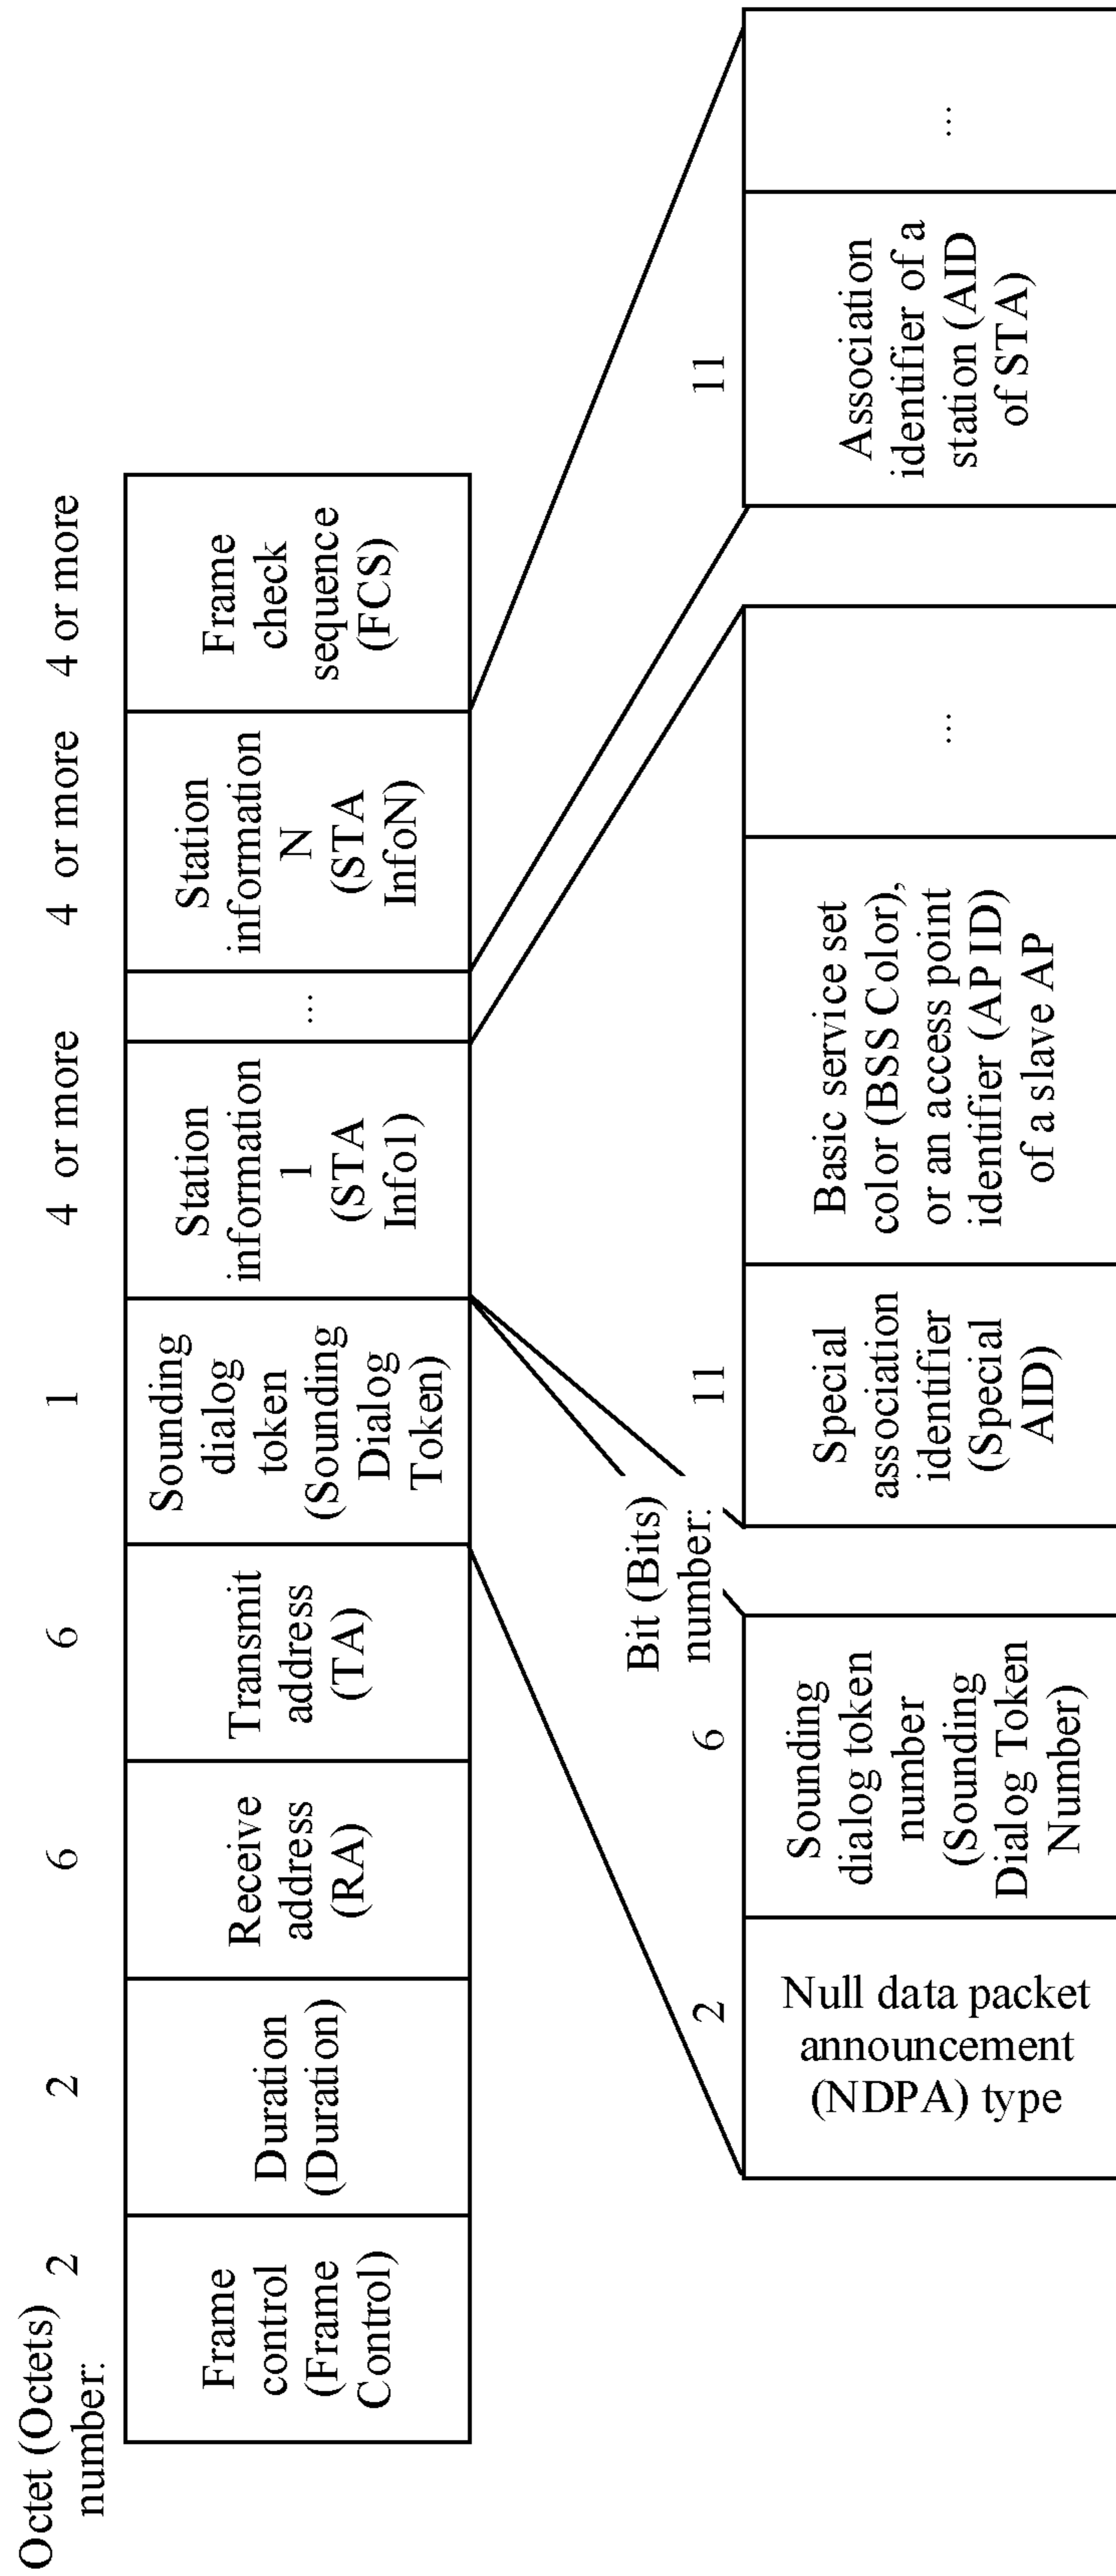 Octet (Octets)
number:
2
2
6
6
1
4 or more
4 or more
4 or more
Frame
control
(Frame
Control)
Duration
(Duration)
Receive
address
(RA)
Transmit
address
(TA)
Sounding
dialog
token
(Sounding
Dialog
Token)
Station
information
1
(STA
Info1)
...
Station
information
N
(STA
InfoN)
Frame
check
sequence
(FCS)
Bit (Bits)
number:
2
6
11
11
Null data packet
announcement
(NDPA) type
Sounding
dialog token
number
(Sounding
Dialog Token
Number)
Special
association
identifier
(Special
AID)
Basic service set
color (BSS Color),
or an access point
identifier (AP ID)
of a slave AP
...
Association
identifier of a
station (AID
of STA)
...